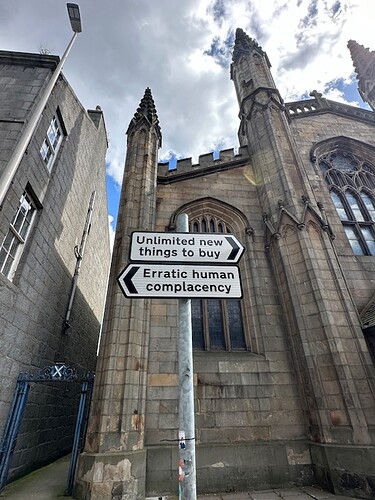 Unlimited new
things to buy
Erratic human
complacency